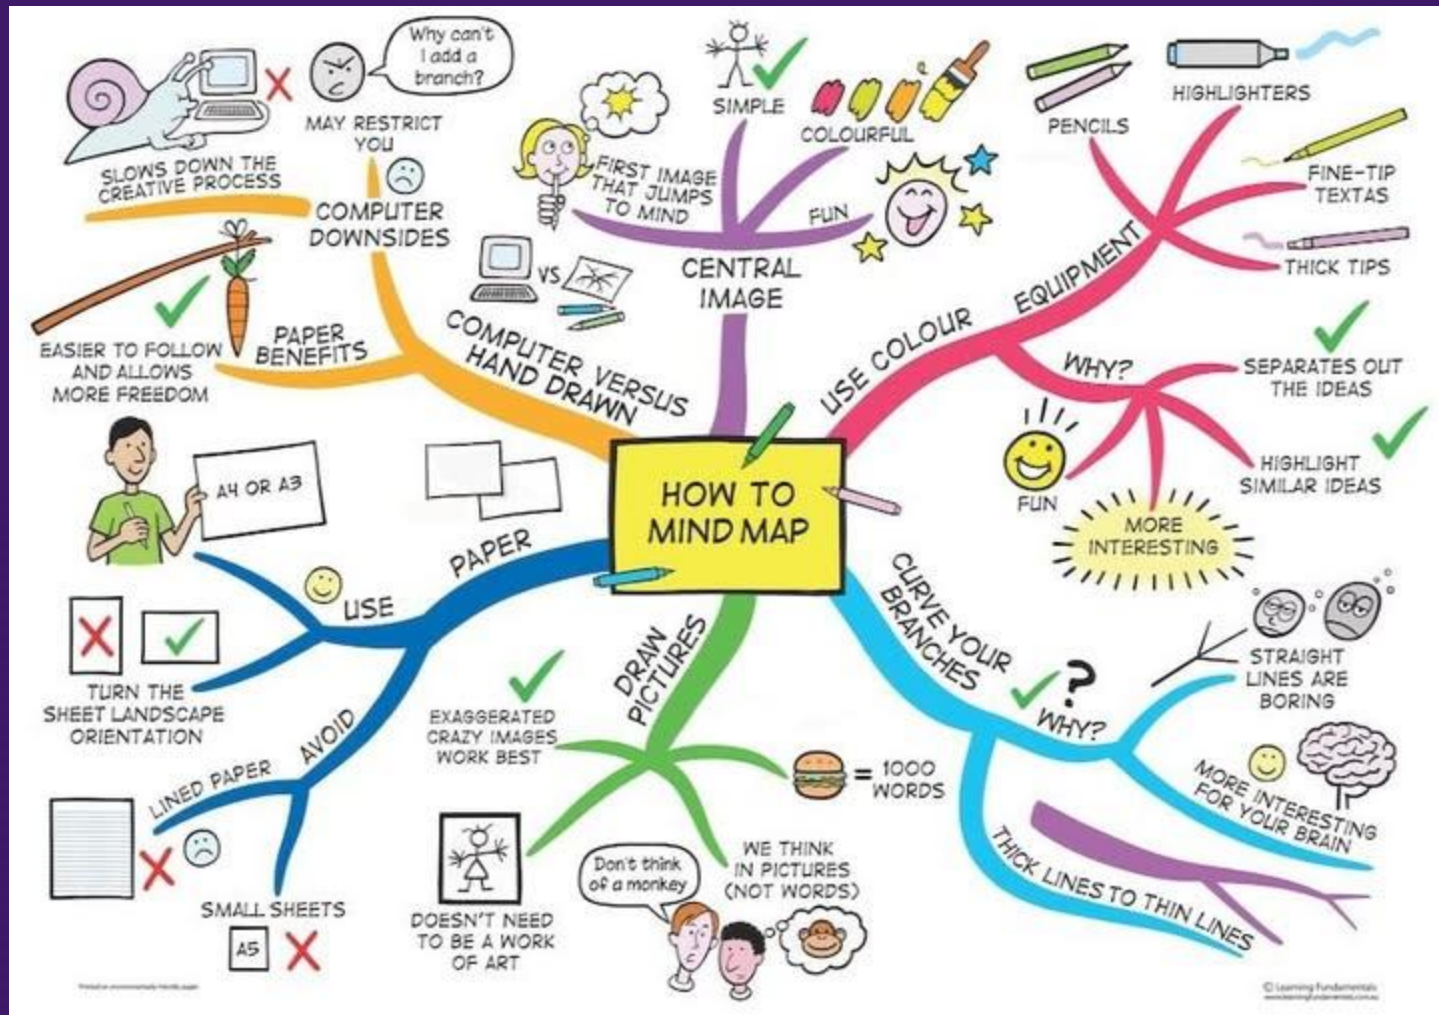 HOW TO
MIND MAP
CENTRAL
IMAGE
FIRST IMAGE
THAT JUMPS
TO MIND
SIMPLE
COLOURFUL
FUN
USE COLOUR
EQUIPMENT
PENCILS
HIGHLIGHTERS
FINE-TIP
TEXTAS
THICK TIPS
WHY?
SEPARATES OUT
THE IDEAS
HIGHLIGHT
SIMILAR IDEAS
MORE
INTERESTING
FUN
CURVE YOUR
BRANCHES
?
WHY?
STRAIGHT
LINES ARE
BORING
MORE INTERESTING
FOR YOUR BRAIN
THICK LINES TO THIN LINES
DRAW
PICTURES
= 1000
WORDS
WE THINK
IN PICTURES
(NOT WORDS)
Don't think
of a monkey
DOESN'T NEED
TO BE A WORK
OF ART
EXAGGERATED
CRAZY IMAGES
WORK BEST
PAPER
USE
A4 OR A3
TURN THE
SHEET LANDSCAPE
ORIENTATION
AVOID
LINED PAPER
SMALL SHEETS
A5
COMPUTER VERSUS
HAND DRAWN
VS
PAPER
BENEFITS
EASIER TO FOLLOW
AND ALLOWS
MORE FREEDOM
COMPUTER
DOWNSIDES
SLOWS DOWN THE
CREATIVE PROCESS
MAY RESTRICT
YOU
Why can't
I add a
branch?
© Learning Fundamentals
www.learningfundamentals.com.au